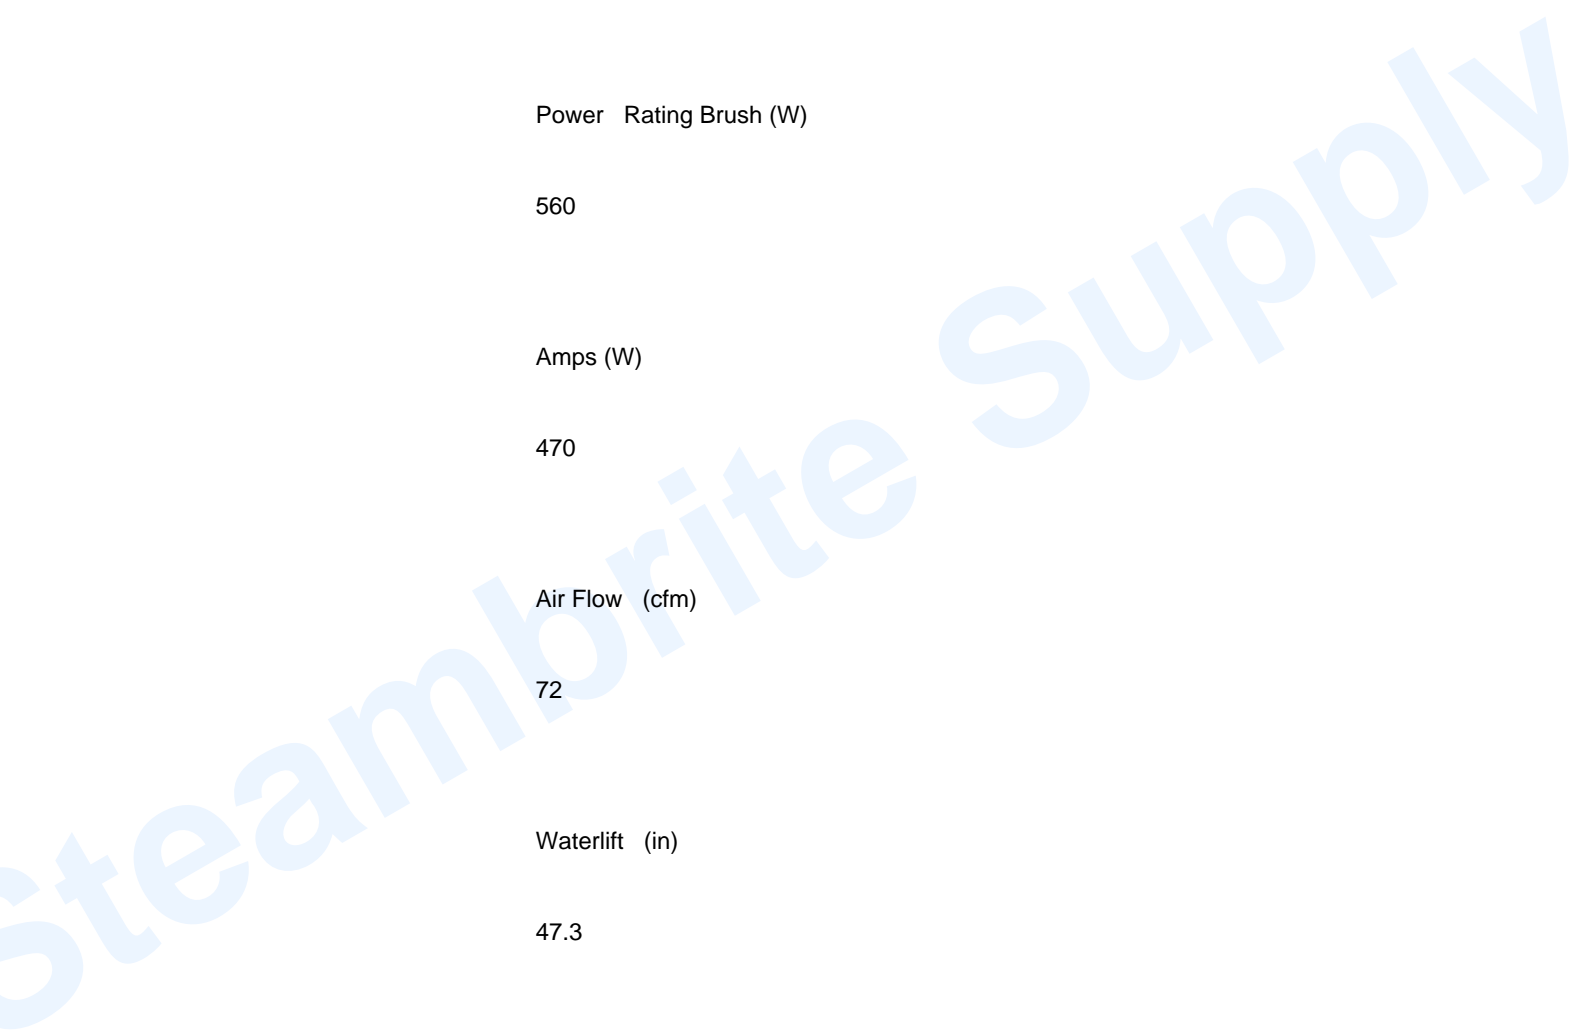 Power Rating Brush (W)
560
Amps (W)
470
Air Flow (cfm)
72
Waterlift (in)
47.3
Steambrite Supply